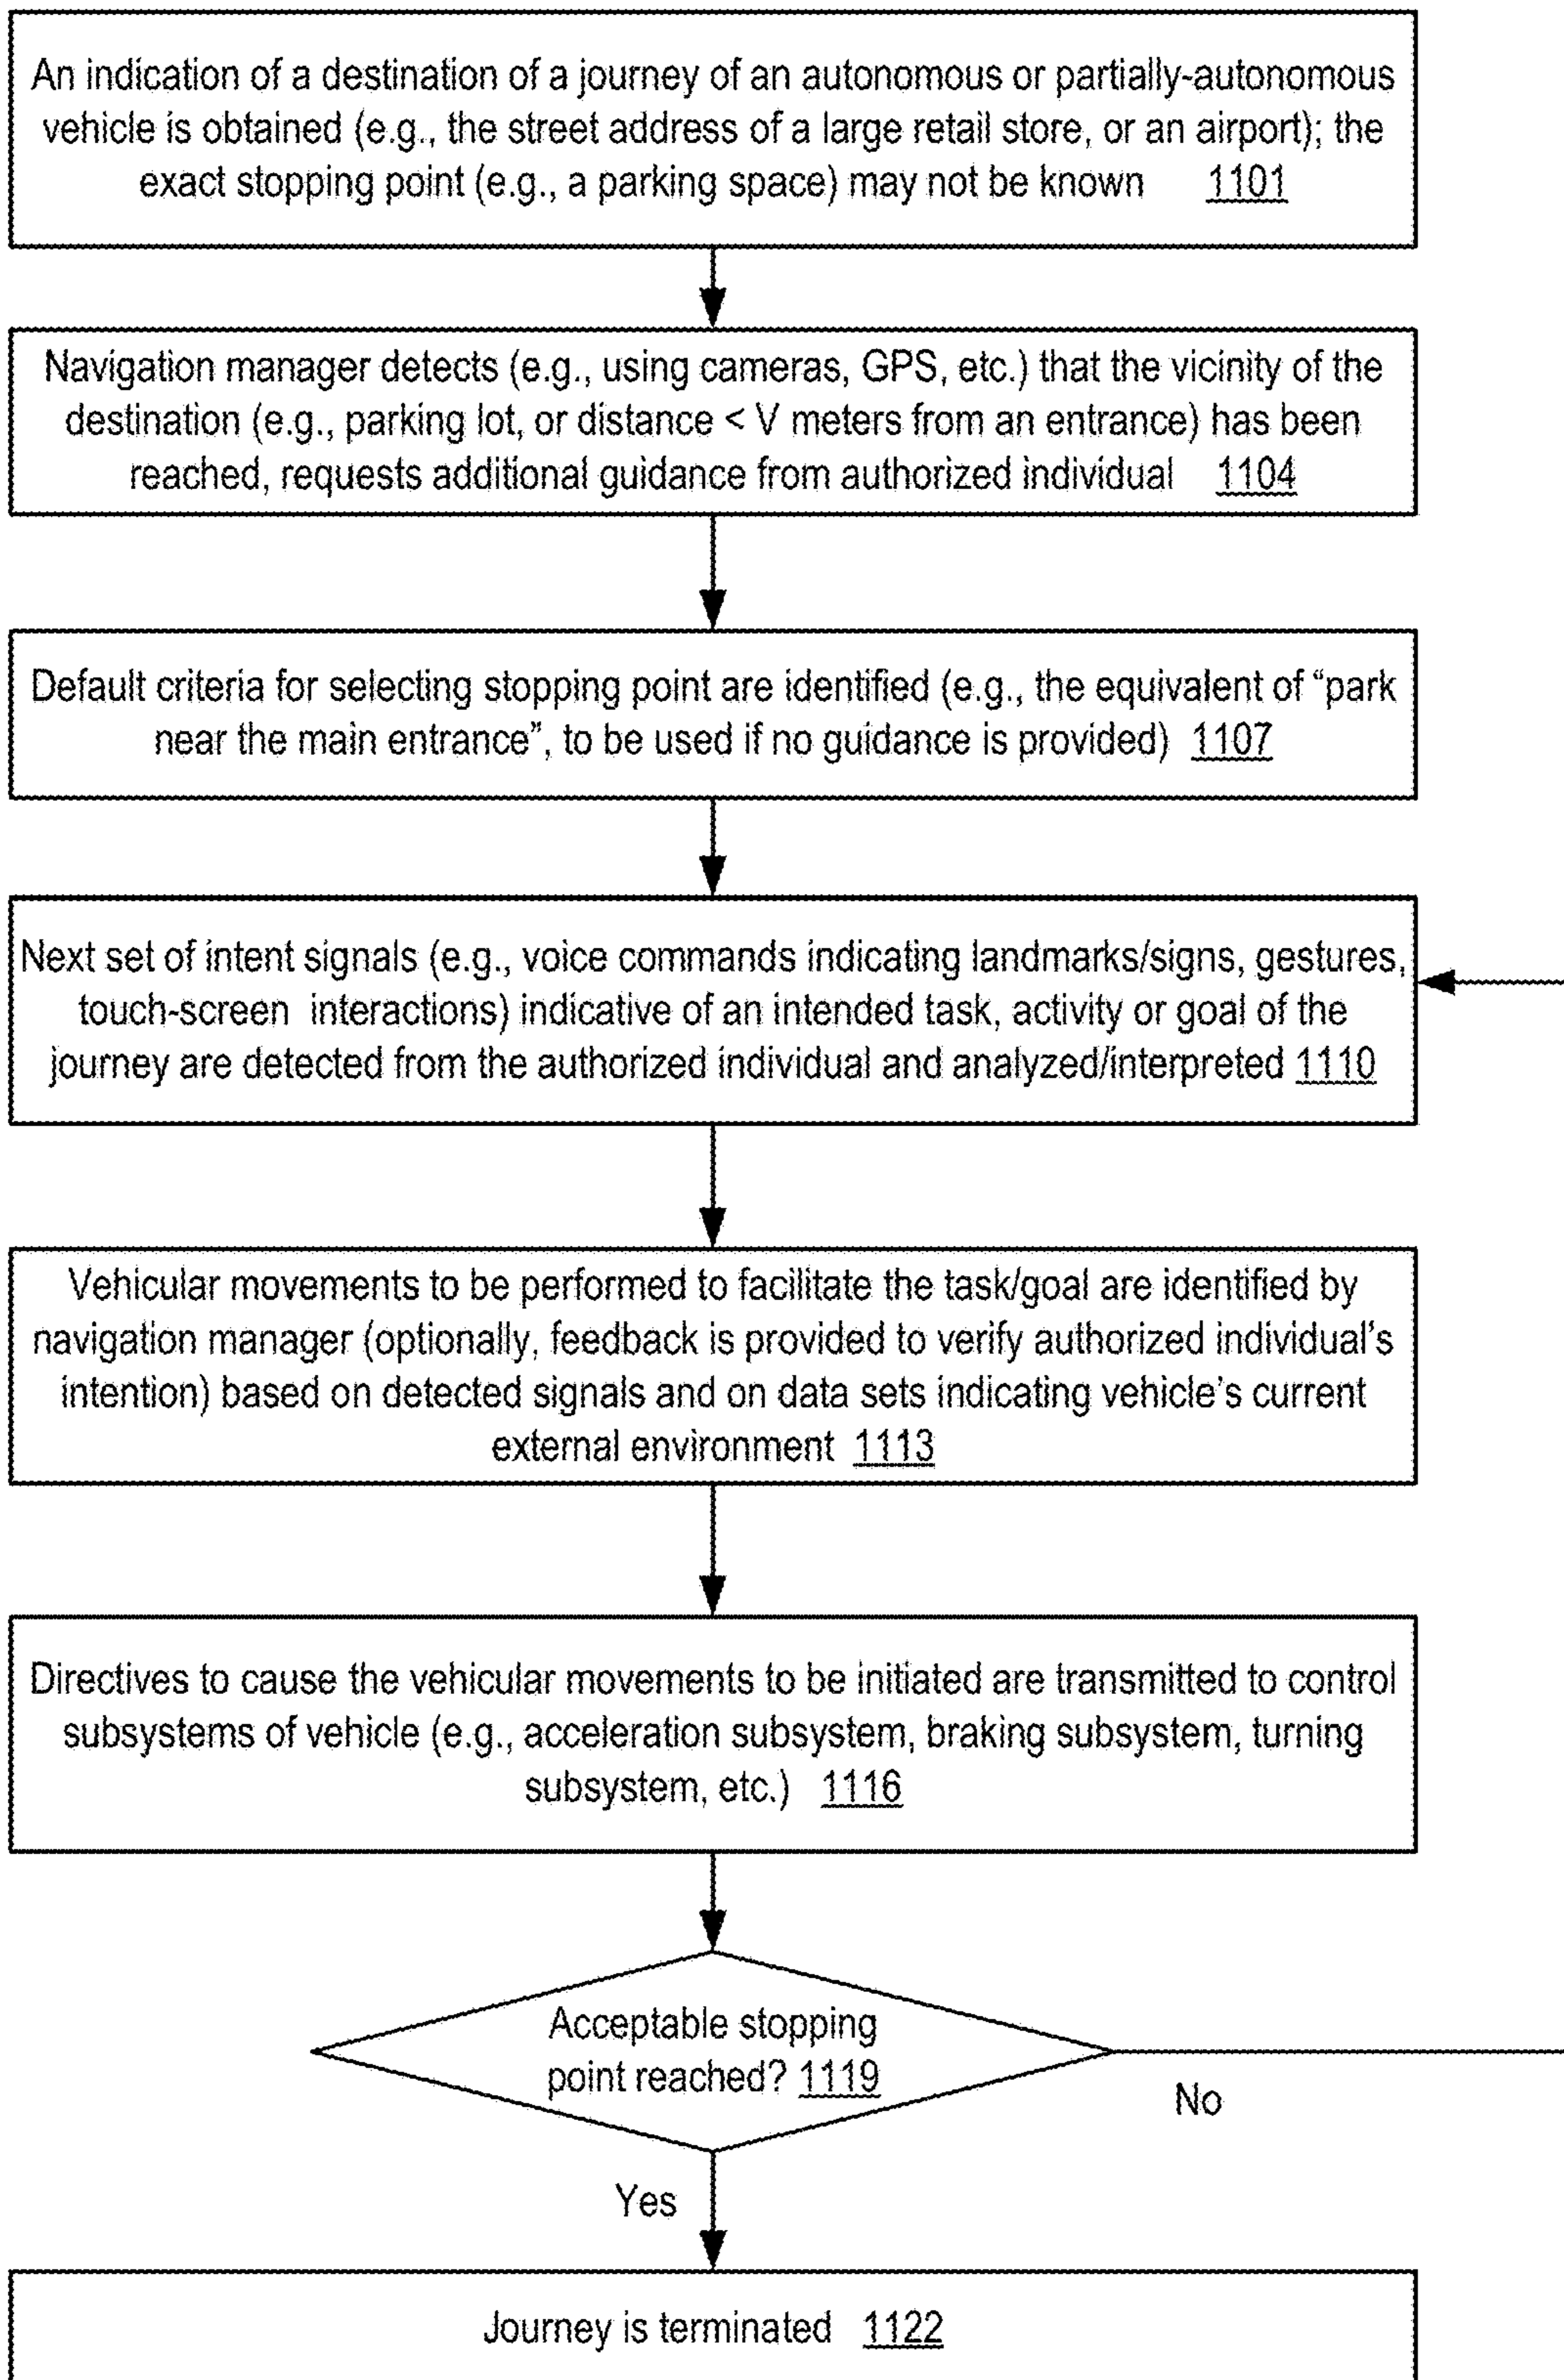 An indication of a destination of a journey of an autonomous or partially-autonomous
vehicle is obtained (e.g., the street address of a large retail store, or an airport); the
exact stopping point (e.g., a parking space) may not be known 1101
Navigation manager detects (e.g., using cameras, GPS, etc.) that the vicinity of the
destination (e.g., parking lot, or distance < V meters from an entrance) has been
reached, requests additional guidance from authorized individual 1104
Default criteria for selecting stopping point are identified (e.g., the equivalent of “park
near the main entrance”, to be used if no guidance is provided) 1107
Next set of intent signals (e.g., voice commands indicating landmarks/signs, gestures,
touch-screen interactions) indicative of an intended task, activity or goal of the
journey are detected from the authorized individual and analyzed/interpreted 1110
Vehicular movements to be performed to facilitate the task/goal are identified by
navigation manager (optionally, feedback is provided to verify authorized individual’s
intention) based on detected signals and on data sets indicating vehicle’s current
external environment 1113
Directives to cause the vehicular movements to be initiated are transmitted to control
subsystems of vehicle (e.g., acceleration subsystem, braking subsystem, turning
subsystem, etc.) 1116
Acceptable stopping
point reached? 1119
No
Yes
Journey is terminated 1122